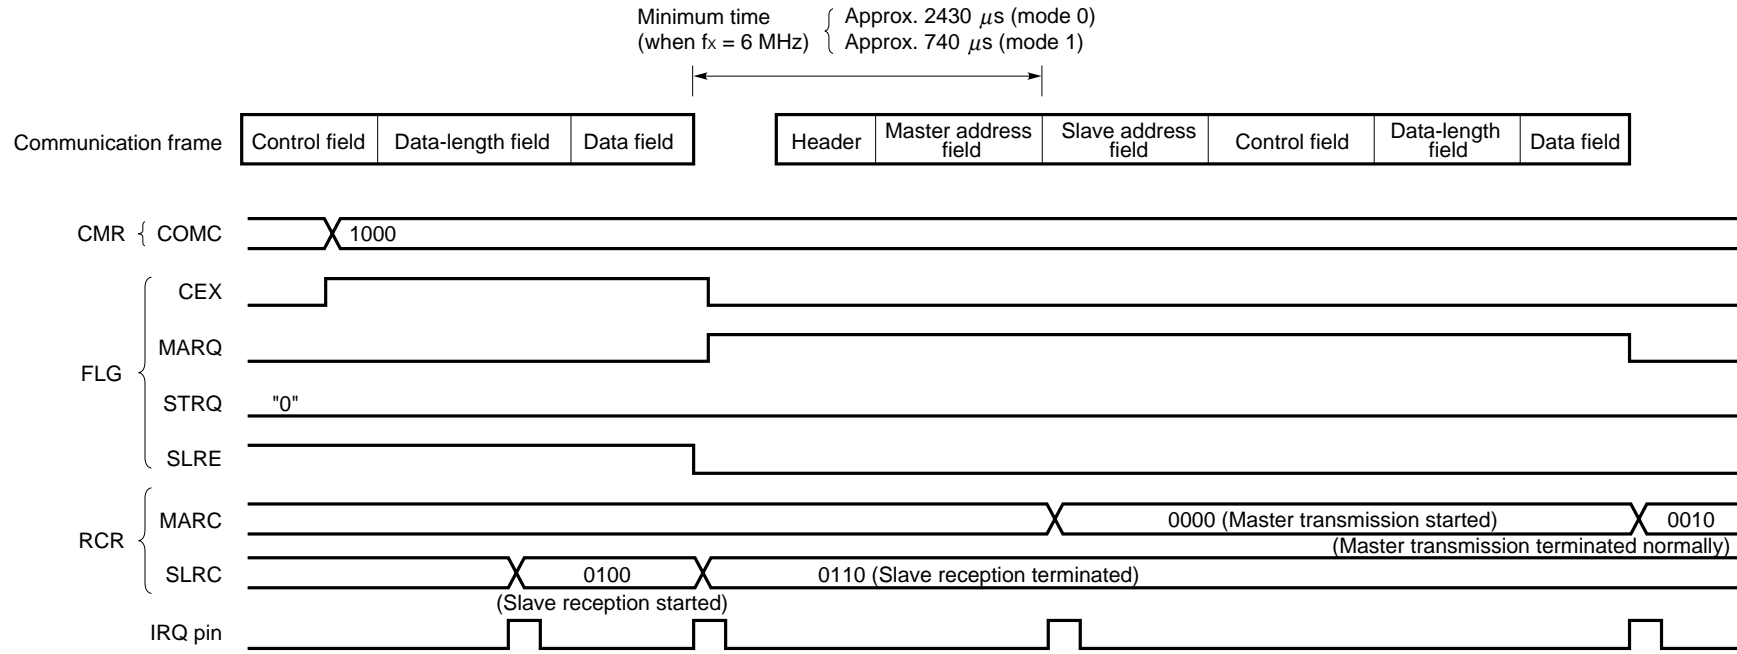 Minimum time
(when fx = 6 MHz)
Approx. 2430 µs (mode 0)
Approx. 740 µs (mode 1)
Communication frame
Control field
Data-length field
Data field
Header
Master address
field
Slave address
field
Control field
Data-length
field
Data field
CMR { COMC
1000
FLG
CEX
MARQ
STRQ
"0"
SLRE
RCR
MARC
0000 (Master transmission started)
0010
(Master transmission terminated normally)
SLRC
0100
0110 (Slave reception terminated)
(Slave reception started)
IRQ pin